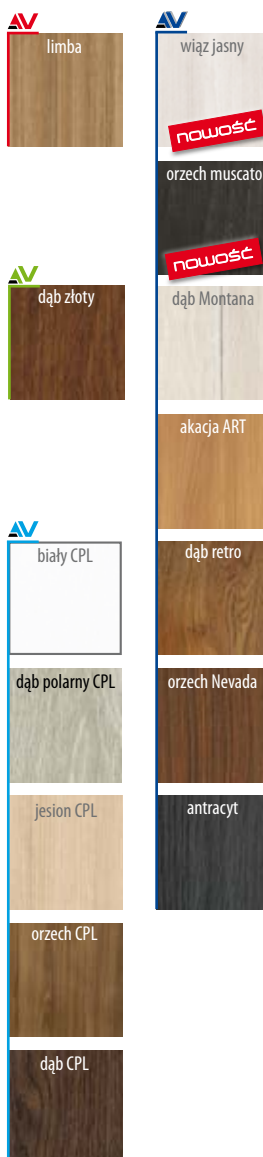 AV
limba
AV
dąb złoty
AV
biały CPL
dąb polarny CPL
jesion CPL
orzech CPL
dąb CPL
AV
wiąz jasny
nowość
orzech muscato
nowość
dąb Montana
akacja ART
dąb retro
orzech Nevada
antracyt